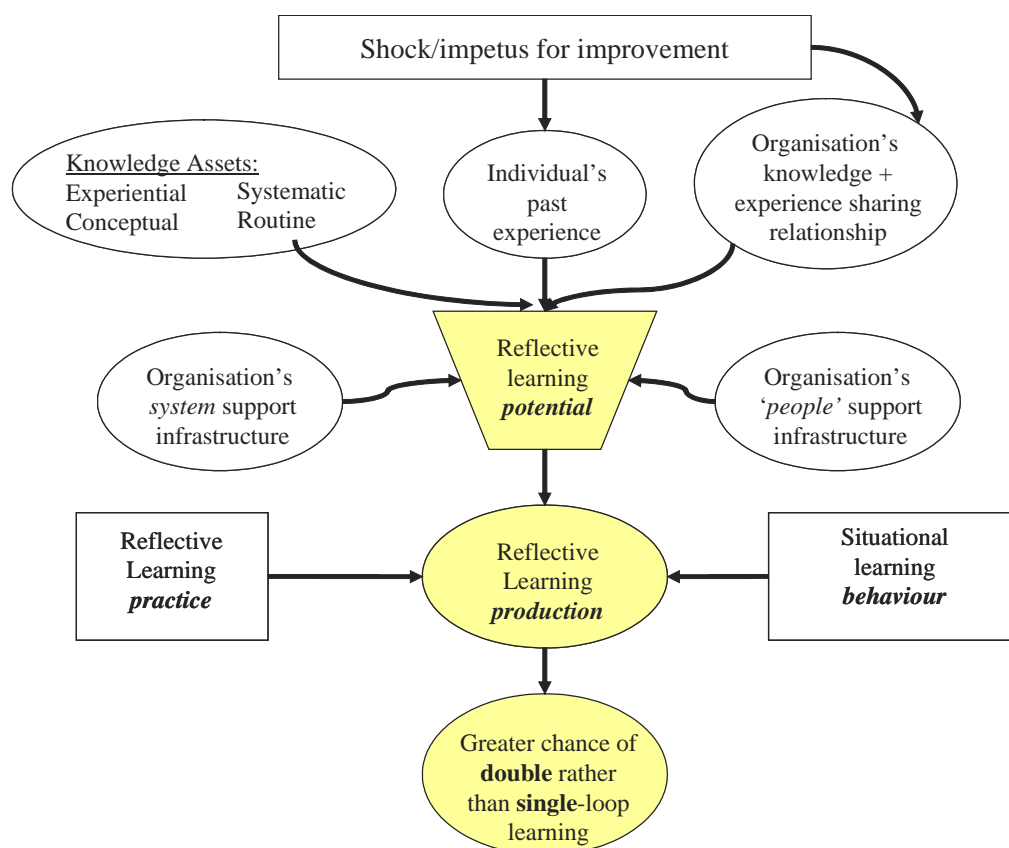 Shock/impetus for improvement
Knowledge Assets:
Experiential Systematic
Conceptual Routine
Individual's
past
experience
Organisation's
knowledge +
experience sharing
relationship
Organisation's
system support
infrastructure
Reflective
learning
potential
Organisation's
‘people’ support
infrastructure
Reflective
Learning
practice
Reflective
Learning
production
Situational
learning
behaviour
Greater chance of
double rather
than single-loop
learning